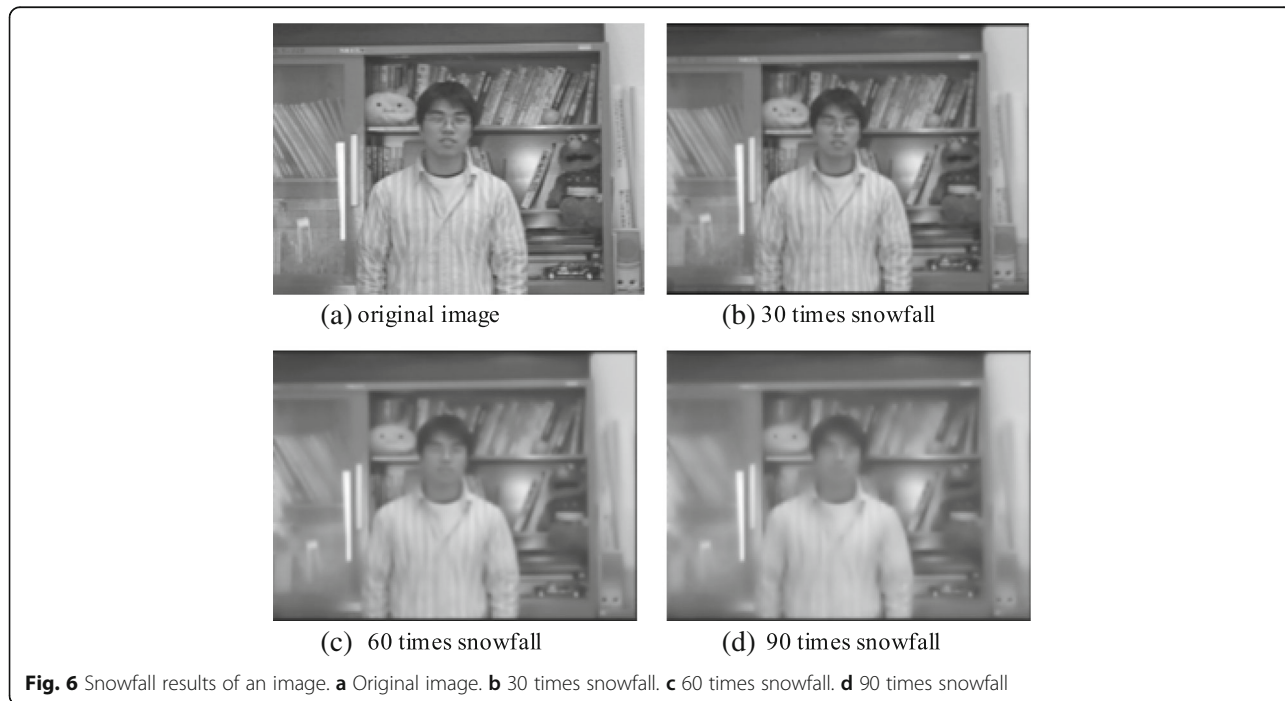 (a) original image
(b) 30 times snowfall
(c) 60 times snowfall
(d) 90 times snowfall
Fig. 6 Snowfall results of an image. a Original image. b 30 times snowfall. c 60 times snowfall. d 90 times snowfall